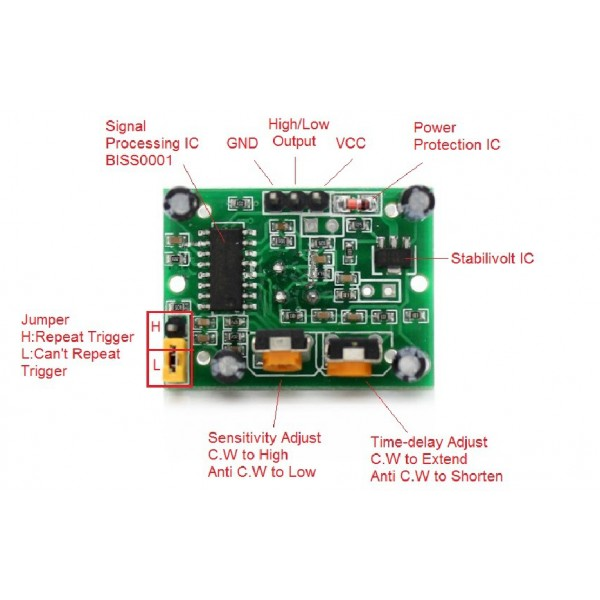 Signal
Processing IC
BISS0001
GND
High/Low
Output
VCC
Power
Protection IC
Stabilivolt IC
Jumper
H:Repeat Trigger
L:Can't Repeat
Trigger
H
L
Sensitivity Adjust
C.W to High
Anti C.W to Low
Time-delay Adjust
C.W to Extend
Anti C.W to Shorten